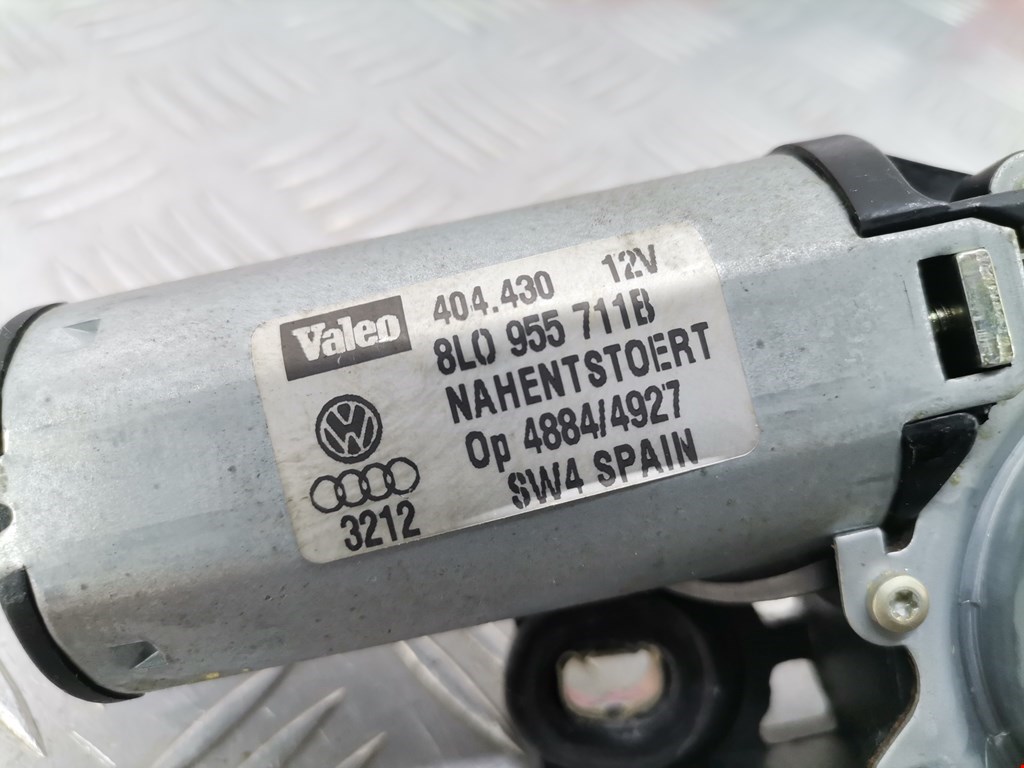 Valeo 404.430 12V
8L0 955 711B
NAHENTSTOERT
Op 4884/4927
SW4 SPAIN
3212